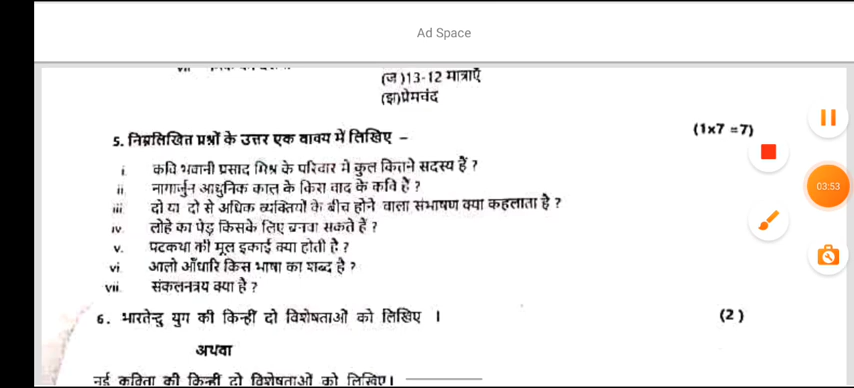 Ad Space
(ज)13-12 मात्राएँ
(झ)प्रेमचंद
5. निम्नलिखित प्रश्नों के उत्तर एक वाक्य में लिखिए – (1x7 =7)
i. कवि भवानी प्रसाद मिश्र के परिवार मे कुल कितने सदस्य हैं ?
ii. नागार्जुन आधुनिक काल के किस वाद के कवि हैं ?
iii दो या दो से अधिक व्यक्तियों के बीच होने वाला संभाषण क्या कहलाता है ?
iv. लोहे का पेड़ किसके लिए बनवा सकते हैं ?
v. पटकथा की मूल इकाई क्या होती है ?
vi आलो आँधारि किस भाषा का शब्द है ?
vii. संकलनत्रय क्या है ?
03:53
6. भारतेन्दु युग की किन्हीं दो विशेषताओं को लिखिए । (2)
अथवा
नई कविता की किन्हीं दो विशेषताओं को लिखिए।